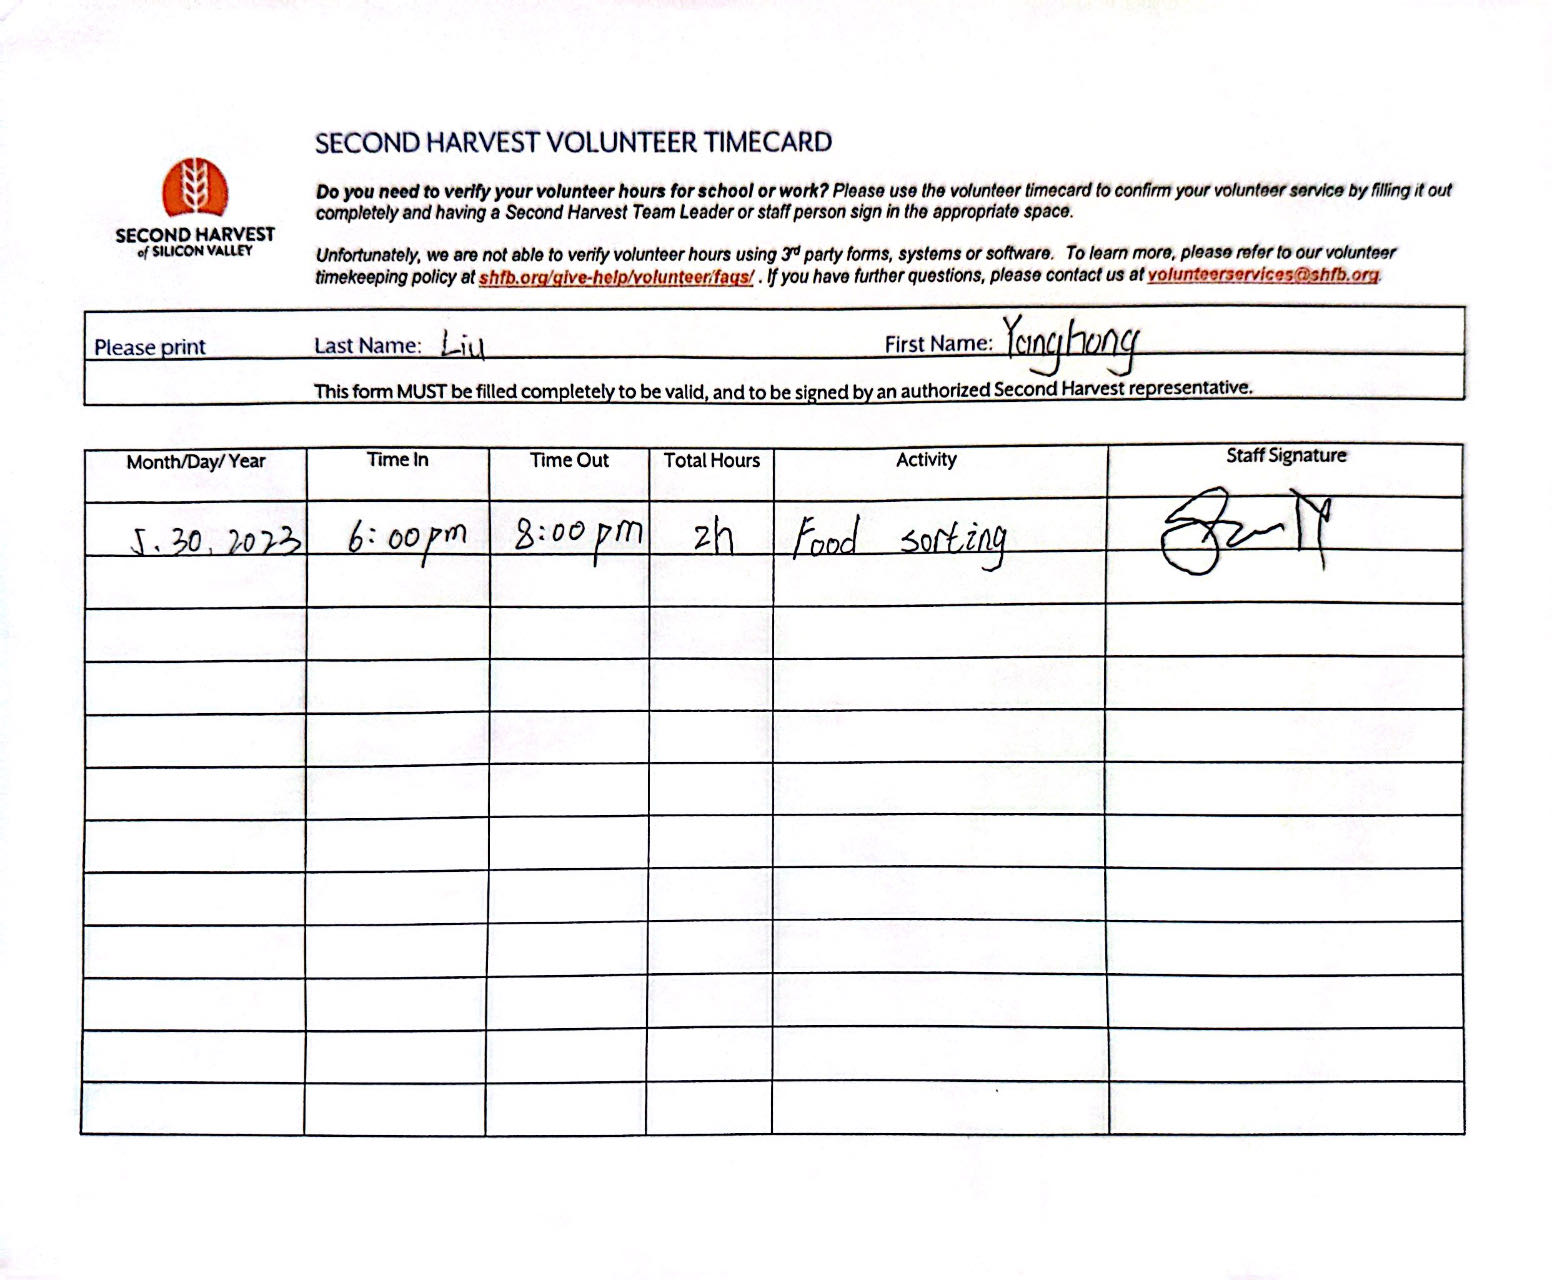 SECOND HARVEST VOLUNTEER TIMECARD
Do you need to verify your volunteer hours for school or work? Please use the volunteer timecard to confirm your volunteer service by filling it out
completely and having a Second Harvest Team Leader or staff person sign in the appropriate space.
SECOND HARVEST
of SILICON VALLEY
Unfortunately, we are not able to verify volunteer hours using 3rd party forms, systems or software. To learn more, please refer to our volunteer
timekeeping policy at shfb.org/give-help/volunteer/faqs/ . If you have further questions, please contact us at volunteerservices@shfb.org.
Please print Last Name: Liu First Name: Yanghong
This form MUST be filled completely to be valid, and to be signed by an authorized Second Harvest representative.
Month/Day/ Year Time In Time Out Total Hours Activity Staff Signature
5.30.2023 6:00pm 8:00pm 2h Food sorting